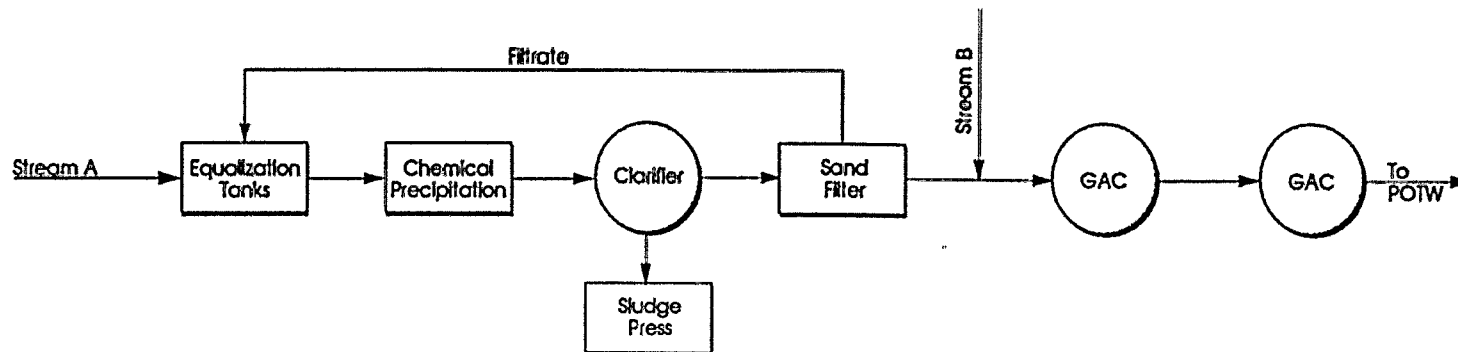 Filtrate
Stream B
Stream A
Equalization
Tanks
Chemical
Precipitation
Clarifier
Sand
Filter
GAC
GAC
To
POTW
Sludge
Press